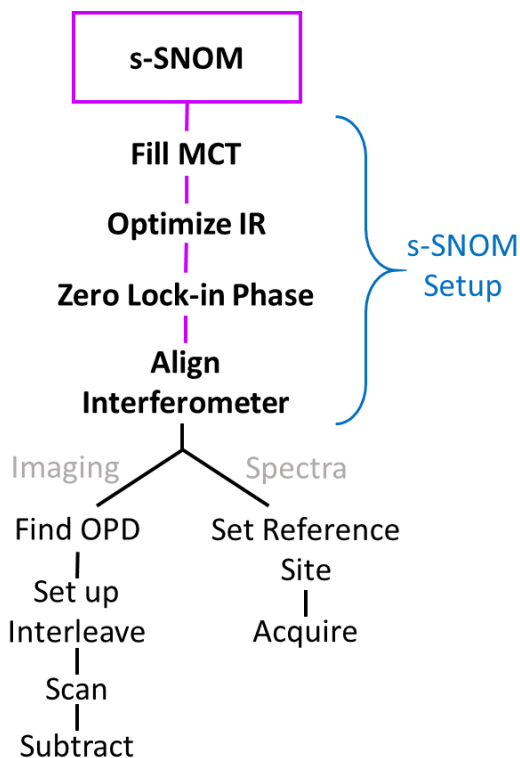 s-SNOM
Fill MCT
Optimize IR
Zero Lock-in Phase
Align
Interferometer
s-SNOM
Setup
Imaging
Spectra
Find OPD
Set up
Interleave
Scan
Subtract
Set Reference
Site
Acquire